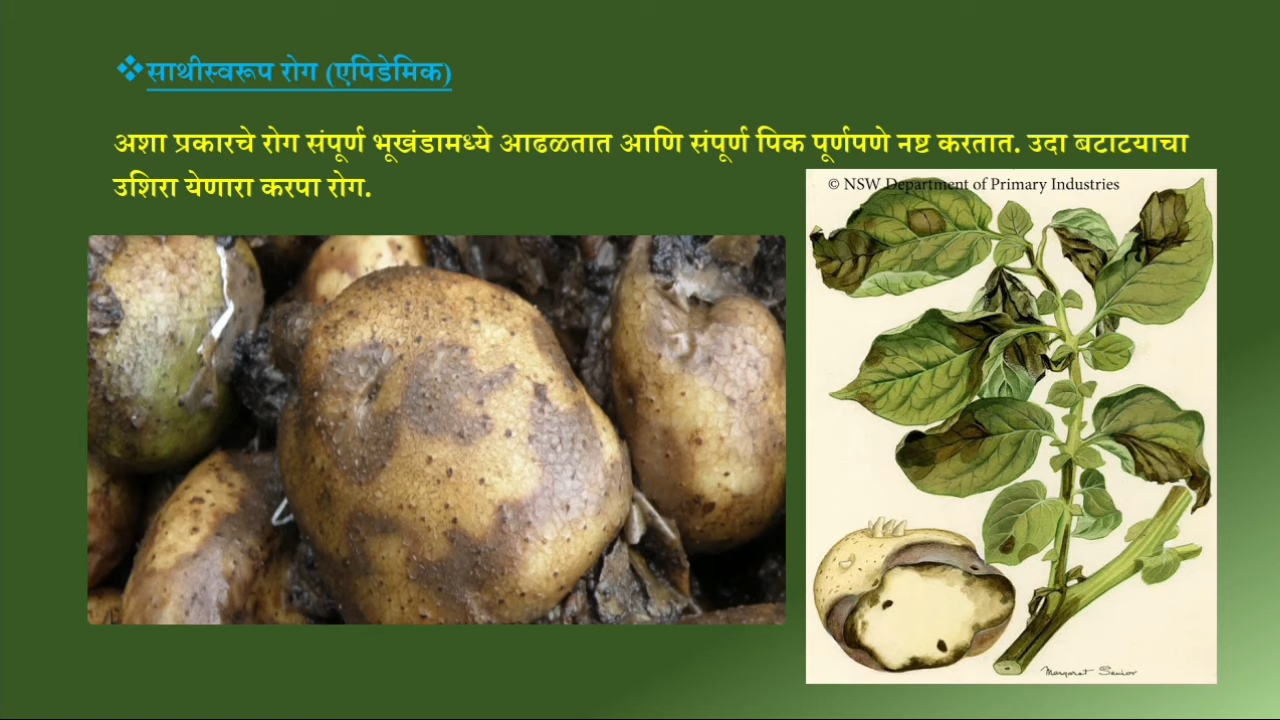 ❖साथीस्वरूप रोग (एपिडेमिक)
अशा प्रकारचे रोग संपूर्ण भूखंडामध्ये आढळतात आणि संपूर्ण पिक पूर्णपणे नष्ट करतात. उदा बटाटयाचा
उशिरा येणारा करपा रोग.
© NSW Department of Primary Industries
Margaret Senior